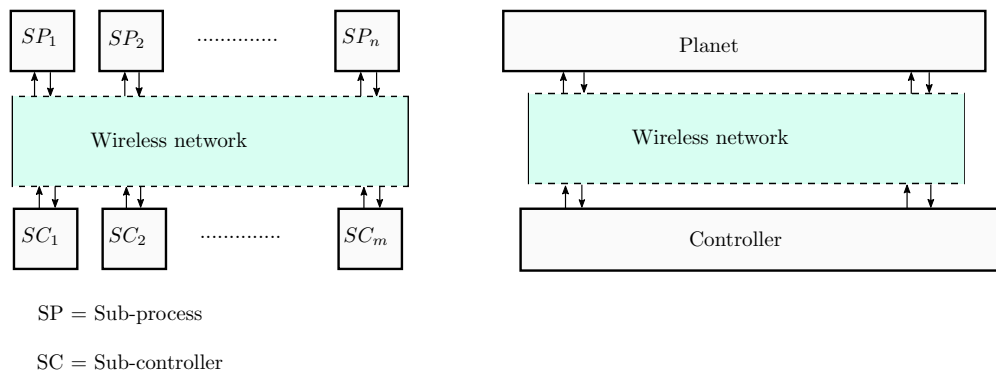 SP₁ SP₂ .............. SPₙ
Wireless network
SC₁ SC₂ .............. SCₘ
SP = Sub-process
SC = Sub-controller
Planet
Wireless network
Controller